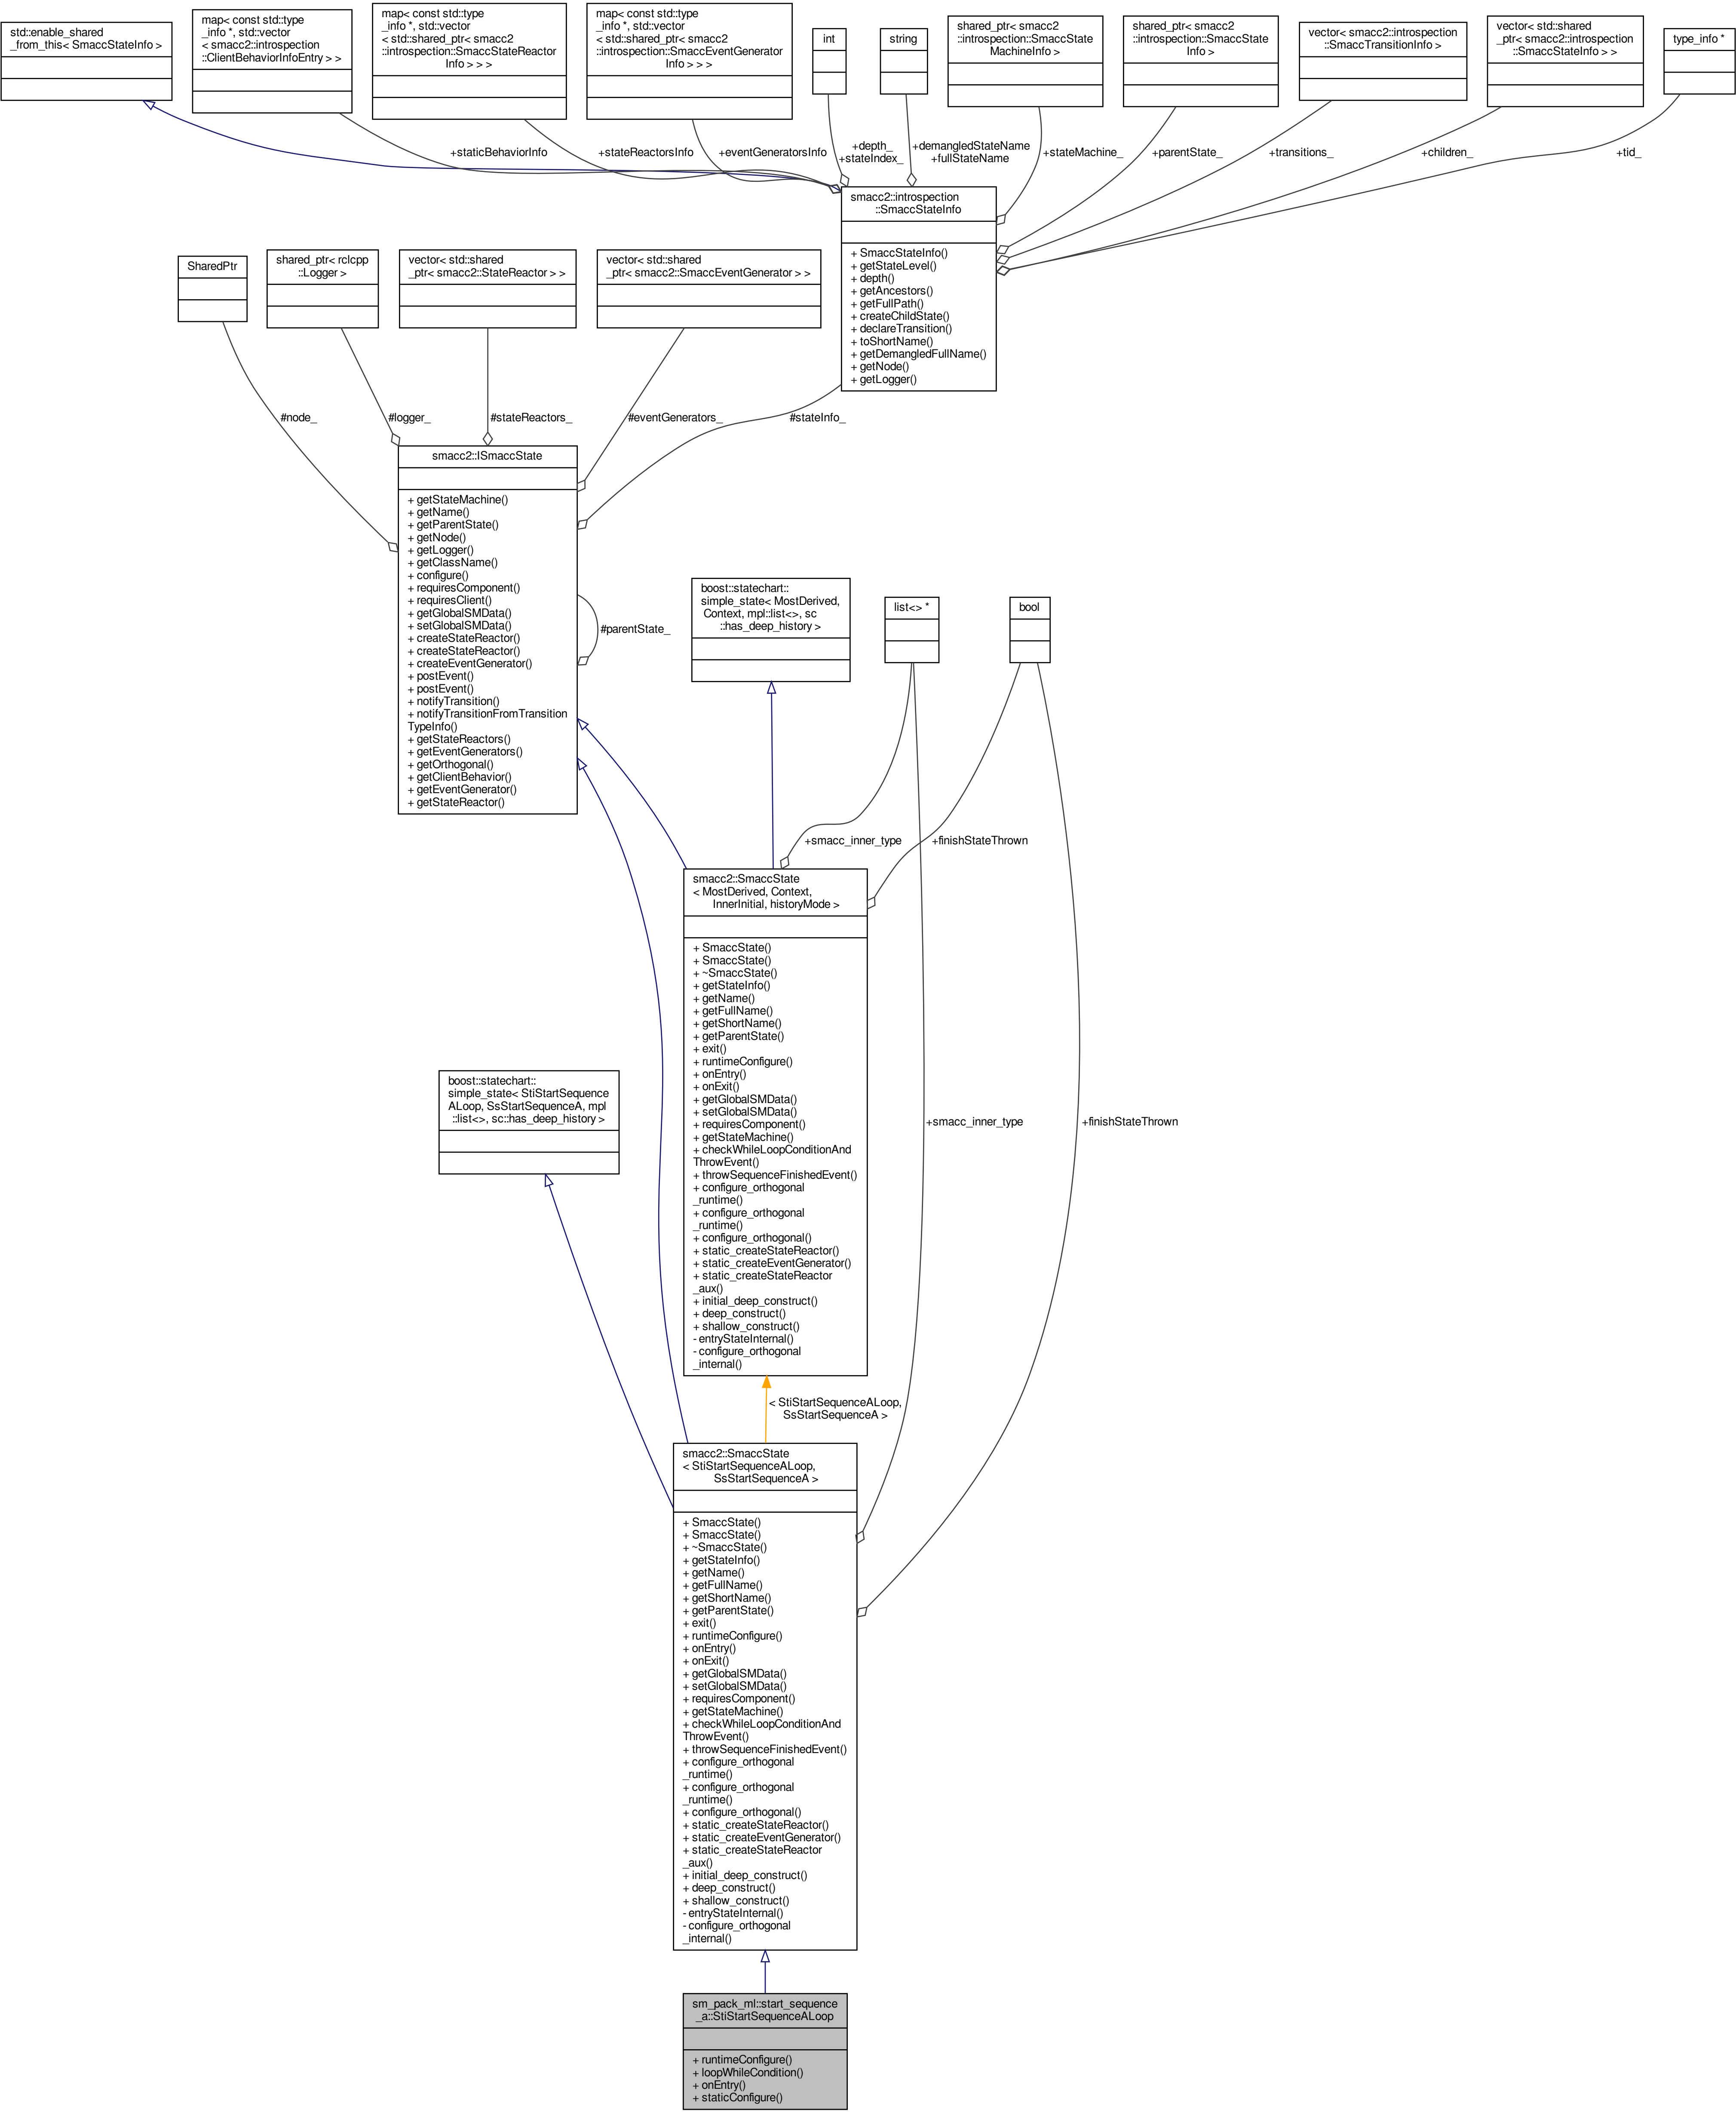 std::enable_shared
_from_this< SmaccStateInfo >
map< const std::type
_info *, std::vector
< smacc2::introspection
::ClientBehaviorInfoEntry > >
map< const std::type
_info *, std::vector
< std::shared_ptr< smacc2
::introspection::SmaccStateReactor
Info > > >
map< const std::type
_info *, std::vector
< std::shared_ptr< smacc2
::introspection::SmaccEventGenerator
Info > > >
int
string
shared_ptr< smacc2
::introspection::SmaccState
MachineInfo >
shared_ptr< smacc2
::introspection::SmaccState
Info >
vector< smacc2::introspection
::SmaccTransitionInfo >
vector< std::shared
_ptr< smacc2::introspection
::SmaccStateInfo > >
type_info *
+staticBehaviorInfo
+stateReactorsInfo
+eventGeneratorsInfo
+depth_
+stateIndex_
+demangledStateName
+fullStateName
+stateMachine_
+parentState_
+transitions_
+children_
+tid_
smacc2::introspection
::SmaccStateInfo
+ SmaccStateInfo()
+ getStateLevel()
+ depth()
+ getAncestors()
+ getFullPath()
+ createChildState()
+ declareTransition()
+ toShortName()
+ getDemangledFullName()
+ getNode()
+ getLogger()
SharedPtr
shared_ptr< rclcpp
::Logger >
vector< std::shared
_ptr< smacc2::StateReactor > >
vector< std::shared
_ptr< smacc2::SmaccEventGenerator > >
#node_
#logger_
#stateReactors_
#eventGenerators_
#stateInfo_
smacc2::ISmaccState
+ getStateMachine()
+ getName()
+ getParentState()
+ getNode()
+ getLogger()
+ getClassName()
+ configure()
+ requiresComponent()
+ requiresClient()
+ getGlobalSMData()
+ setGlobalSMData()
+ createStateReactor()
+ createStateReactor()
+ createEventGenerator()
+ postEvent()
+ postEvent()
+ notifyTransition()
+ notifyTransitionFromTransition
TypeInfo()
+ getStateReactors()
+ getEventGenerators()
+ getOrthogonal()
+ getClientBehavior()
+ getEventGenerator()
+ getStateReactor()
#parentState_
boost::statechart::
simple_state< MostDerived,
Context, mpl::list<>, sc
::has_deep_history >
list<> *
bool
+smacc_inner_type
+finishStateThrown
smacc2::SmaccState
< MostDerived, Context,
InnerInitial, historyMode >
+ SmaccState()
+ SmaccState()
+ ~SmaccState()
+ getStateInfo()
+ getName()
+ getFullName()
+ getShortName()
+ getParentState()
+ exit()
+ runtimeConfigure()
+ onEntry()
+ onExit()
+ getGlobalSMData()
+ setGlobalSMData()
+ requiresComponent()
+ getStateMachine()
+ checkWhileLoopConditionAnd
ThrowEvent()
+ throwSequenceFinishedEvent()
+ configure_orthogonal
_runtime()
+ configure_orthogonal
_runtime()
+ configure_orthogonal()
+ static_createStateReactor()
+ static_createEventGenerator()
+ static_createStateReactor
_aux()
+ initial_deep_construct()
+ deep_construct()
+ shallow_construct()
- entryStateInternal()
- configure_orthogonal
_internal()
boost::statechart::
simple_state< StiStartSequence
ALoop, SsStartSequenceA, mpl
::list<>, sc::has_deep_history >
+smacc_inner_type
+finishStateThrown
< StiStartSequenceALoop,
SsStartSequenceA >
smacc2::SmaccState
< StiStartSequenceALoop,
SsStartSequenceA >
+ SmaccState()
+ SmaccState()
+ ~SmaccState()
+ getStateInfo()
+ getName()
+ getFullName()
+ getShortName()
+ getParentState()
+ exit()
+ runtimeConfigure()
+ onEntry()
+ onExit()
+ getGlobalSMData()
+ setGlobalSMData()
+ requiresComponent()
+ getStateMachine()
+ checkWhileLoopConditionAnd
ThrowEvent()
+ throwSequenceFinishedEvent()
+ configure_orthogonal
_runtime()
+ configure_orthogonal
_runtime()
+ configure_orthogonal()
+ static_createStateReactor()
+ static_createEventGenerator()
+ static_createStateReactor
_aux()
+ initial_deep_construct()
+ deep_construct()
+ shallow_construct()
- entryStateInternal()
- configure_orthogonal
_internal()
sm_pack_ml::start_sequence
_a::StiStartSequenceALoop
+ runtimeConfigure()
+ loopWhileCondition()
+ onEntry()
+ staticConfigure()